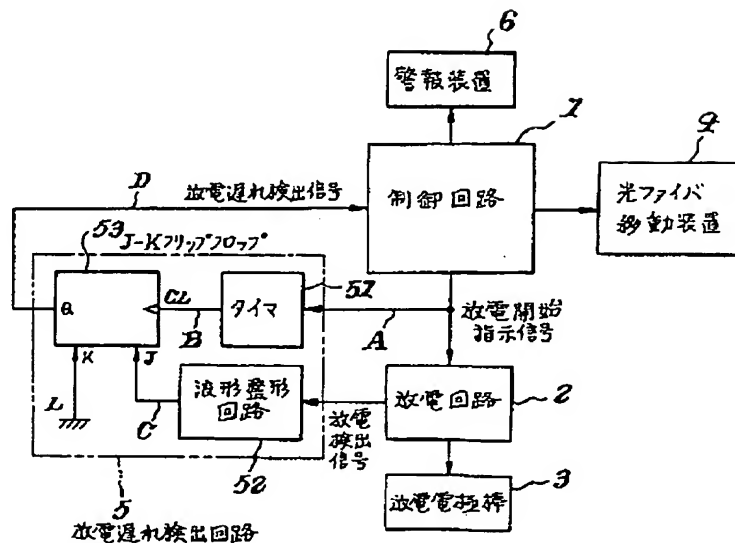 6
警報装置
1
制御回路
4
光ファイバ
移動装置
D
放電遅れ検出信号
53
J-Kフリップフロップ
51
Q
CL
タイマ
B
A
放電開始
指示信号
K
J
L
C
波形整形
回路
52
放電
検出
信号
放電回路
2
放電電極棒
3
5
放電遅れ検出回路